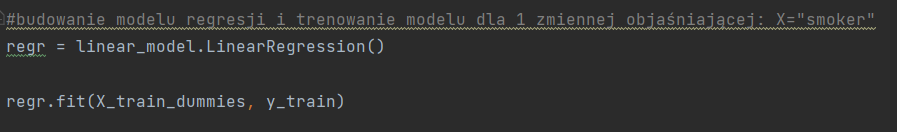 #budowanie modelu regresji i trenowanie modelu dla 1 zmiennej objaśniającej: X="smoker"
regr = linear_model.LinearRegression()
regr.fit(X_train_dummies, y_train)